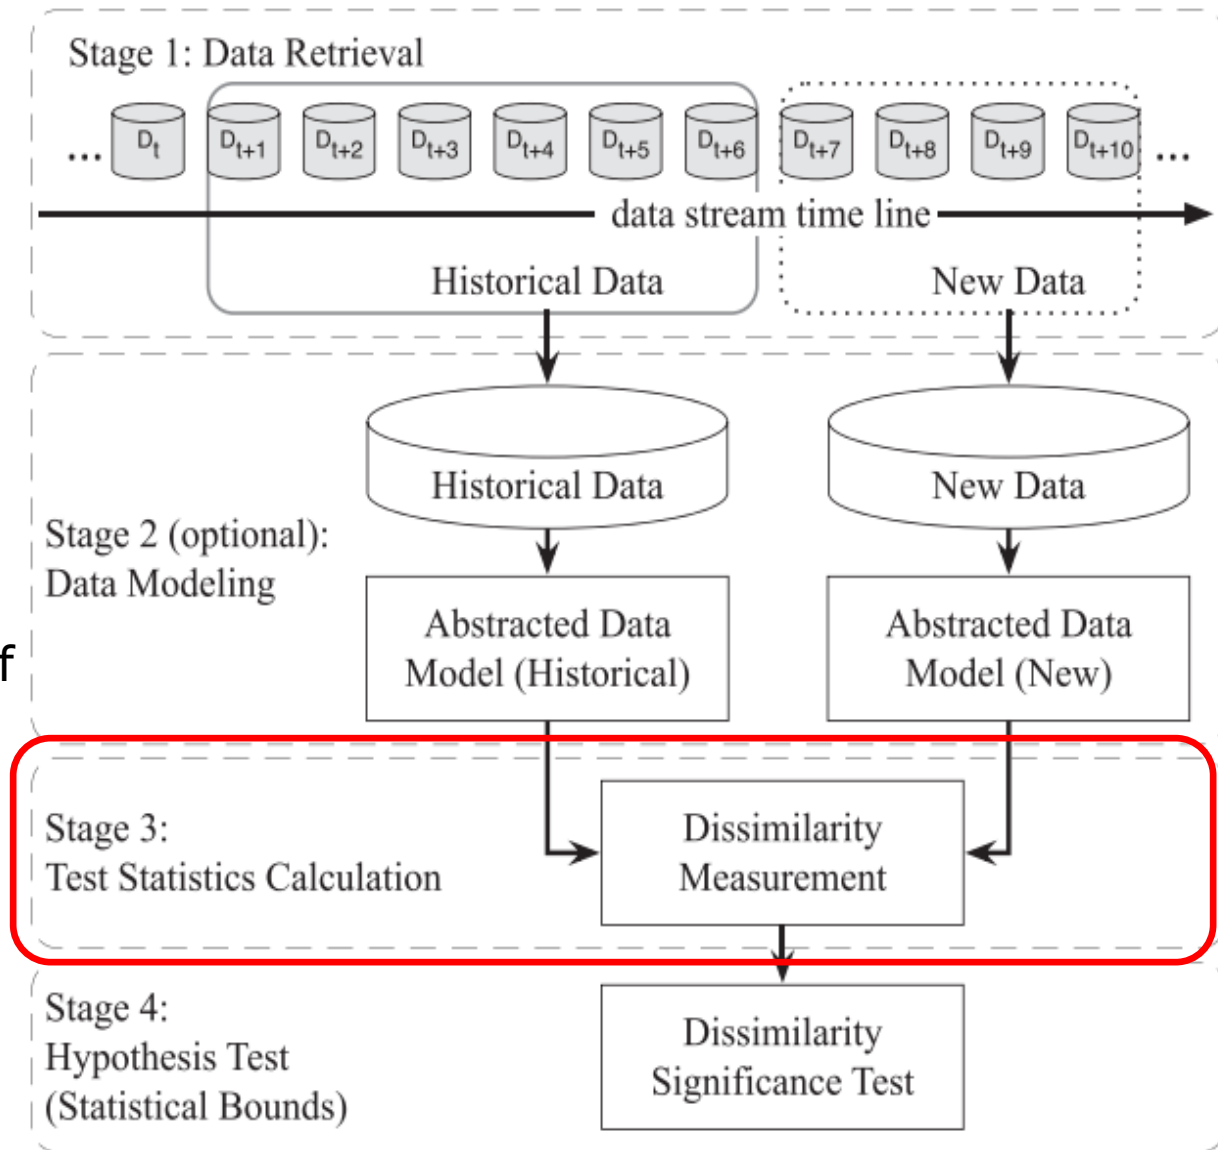 Stage 1: Data Retrieval
... Dt Dt+1 Dt+2 Dt+3 Dt+4 Dt+5 Dt+6 Dt+7 Dt+8 Dt+9 Dt+10 ...
data stream time line
Historical Data
New Data
Historical Data
New Data
Stage 2 (optional):
Data Modeling
Abstracted Data
Model (Historical)
Abstracted Data
Model (New)
f
Stage 3:
Test Statistics Calculation
Dissimilarity
Measurement
Stage 4:
Hypothesis Test
(Statistical Bounds)
Dissimilarity
Significance Test